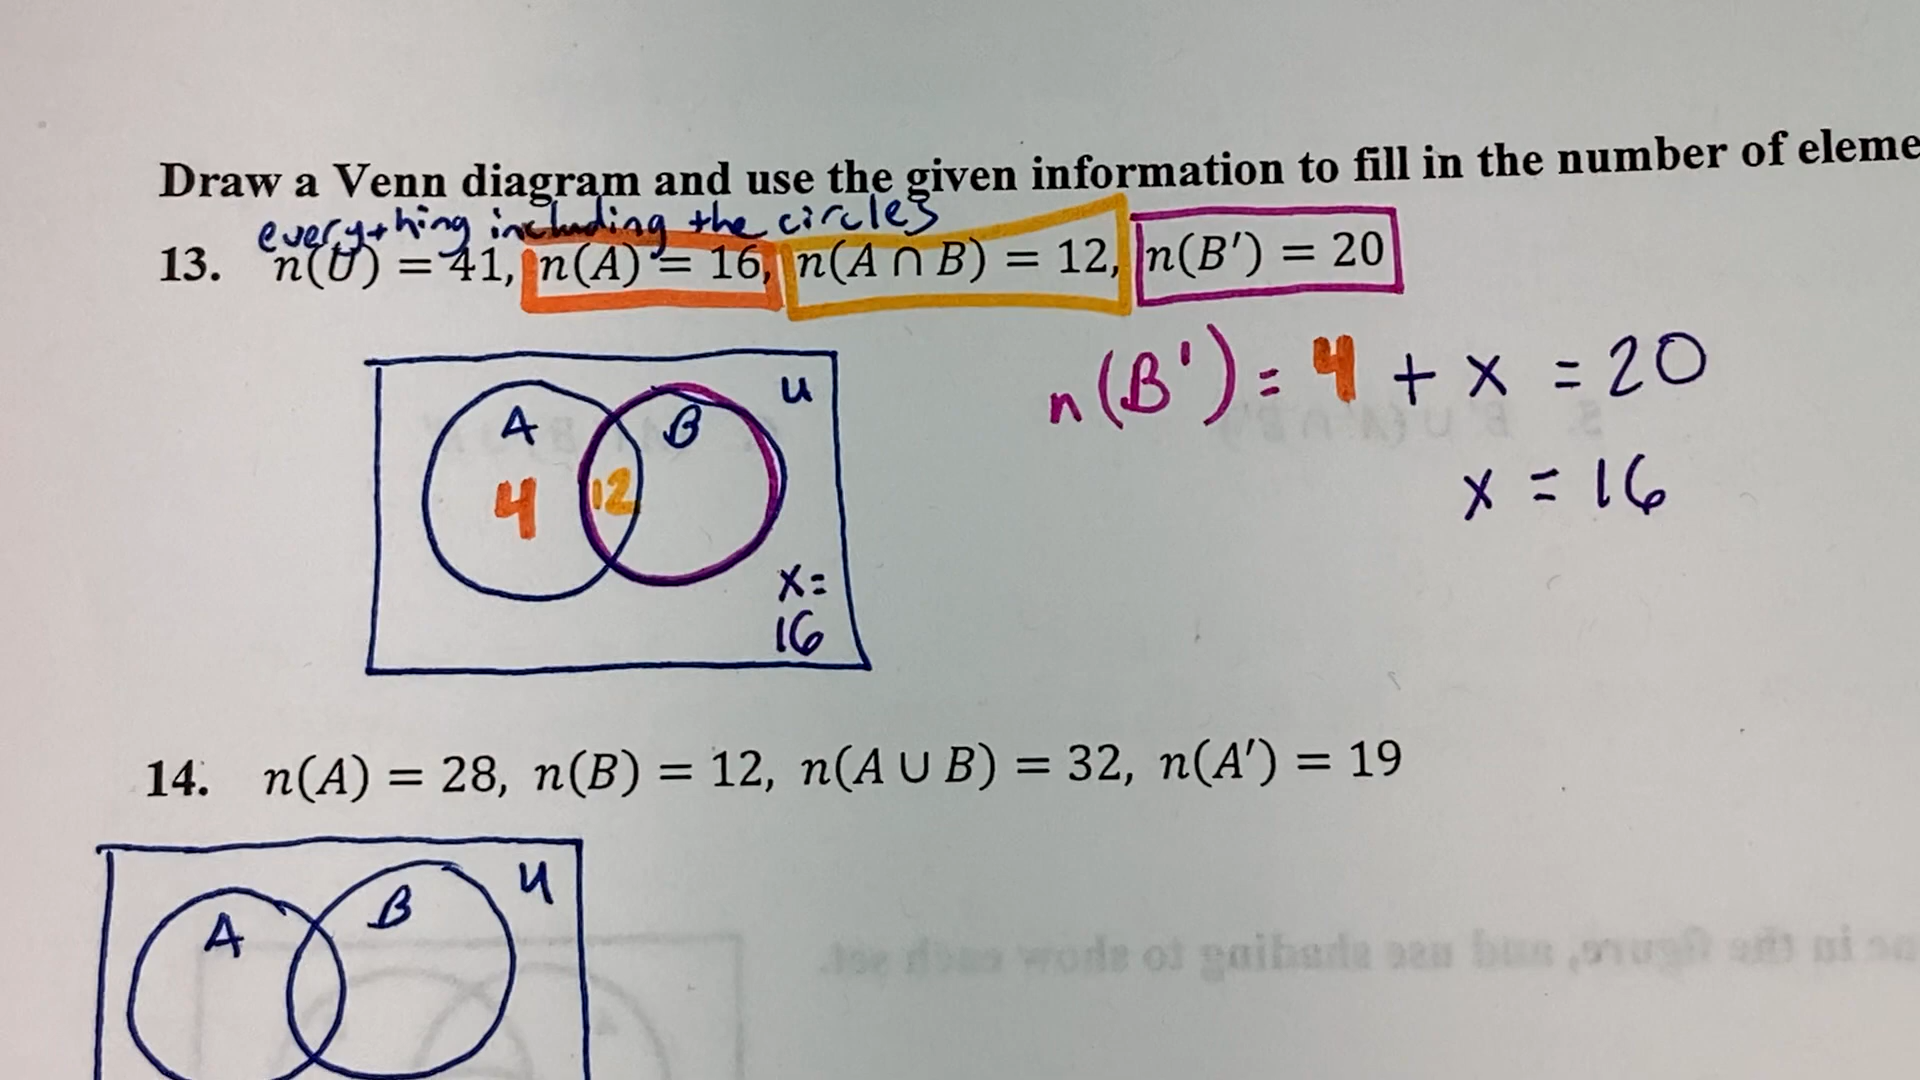 Draw a Venn diagram and use the given information to fill in the number of eleme
everything including the circles
13. n(U) = 41, n(A) = 16, n(A ∩ B) = 12, n(B′) = 20
n(B') = 4 + x = 20
x = 16
A B U
4 12
x =
16
14. n(A) = 28, n(B) = 12, n(A ∪ B) = 32, n(A′) = 19
A B U